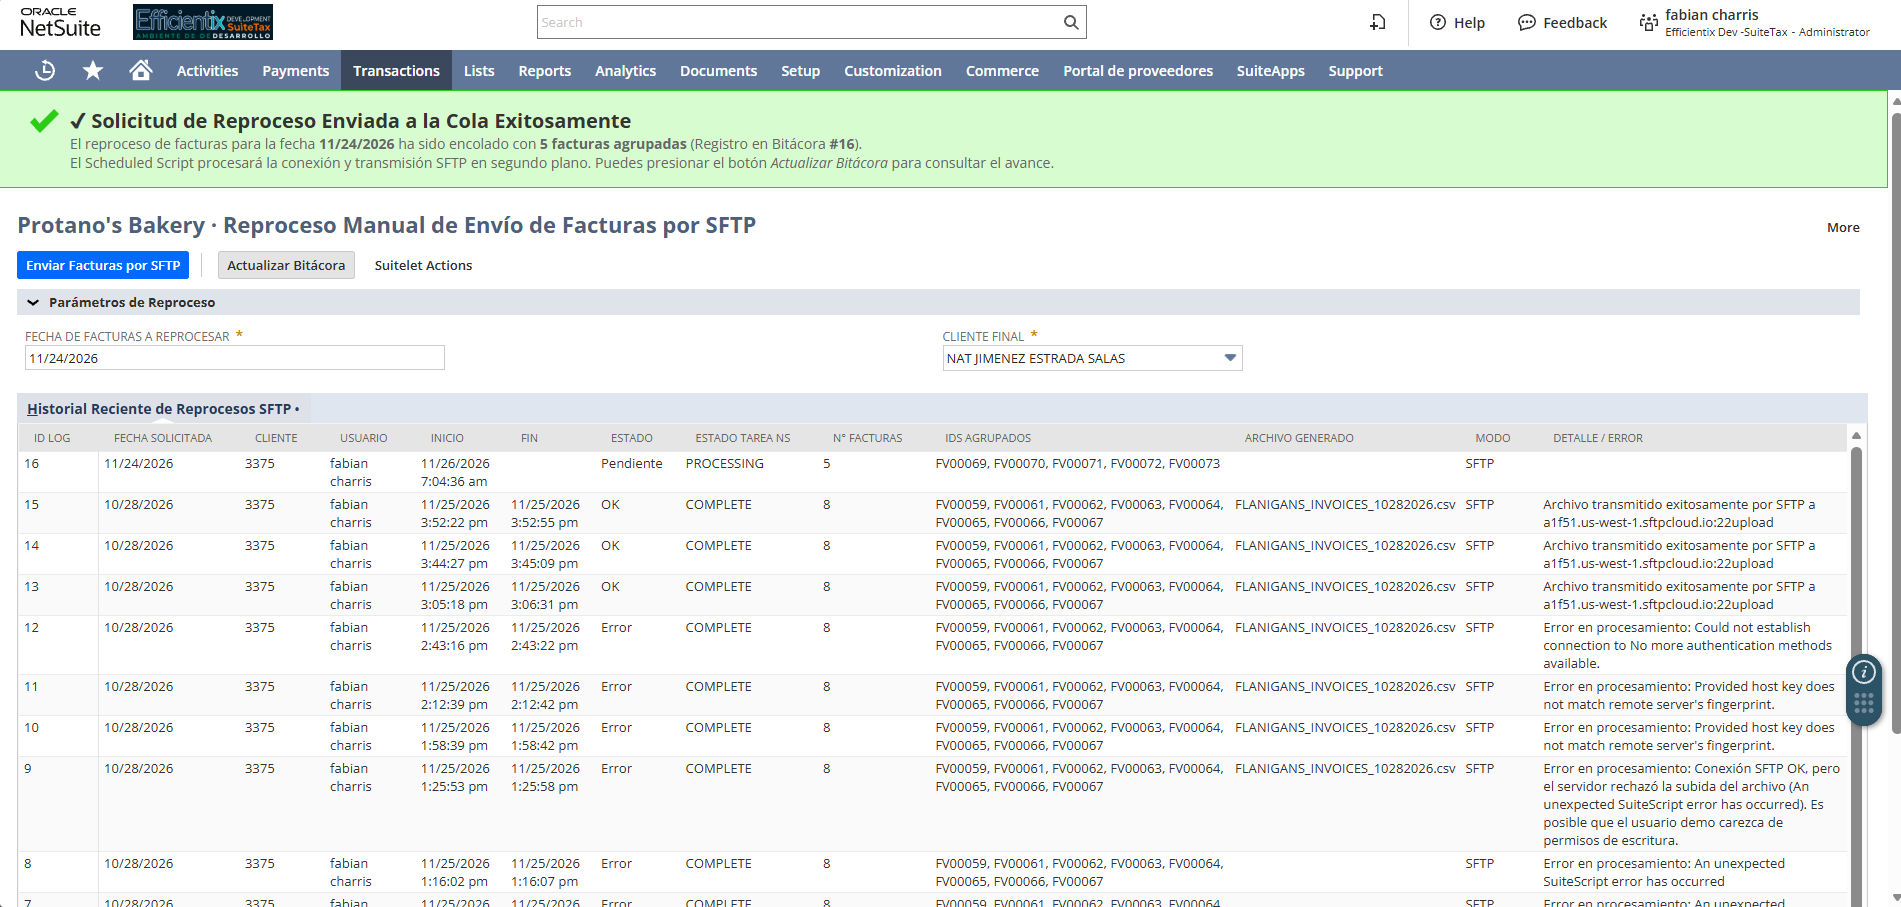 ORACLE
NetSuite
Efficientix DEVELOPMENT
SuiteTax
AMBIENTE DE DESARROLLO
Search
Help
Feedback
fabian charris
Efficientix Dev -SuiteTax - Administrator
Activities Payments Transactions Lists Reports Analytics Documents Setup Customization Commerce Portal de proveedores SuiteApps Support
✓ Solicitud de Reproceso Enviada a la Cola Exitosamente
El reproceso de facturas para la fecha 11/24/2026 ha sido encolado con 5 facturas agrupadas (Registro en Bitácora #16).
El Scheduled Script procesará la conexión y transmisión SFTP en segundo plano. Puedes presionar el botón Actualizar Bitácora para consultar el avance.
Protano's Bakery · Reproceso Manual de Envío de Facturas por SFTP
More
Enviar Facturas por SFTP Actualizar Bitácora Suitelet Actions
Parámetros de Reproceso
FECHA DE FACTURAS A REPROCESAR *
11/24/2026
CLIENTE FINAL *
NAT JIMENEZ ESTRADA SALAS
Historial Reciente de Reprocesos SFTP •
ID LOG FECHA SOLICITADA CLIENTE USUARIO INICIO FIN ESTADO ESTADO TAREA NS N° FACTURAS IDS AGRUPADOS ARCHIVO GENERADO MODO DETALLE / ERROR
16 11/24/2026 3375 fabian 11/26/2026 Pendiente PROCESSING 5 FV00069, FV00070, FV00071, FV00072, FV00073 SFTP
charris 7:04:36 am
15 10/28/2026 3375 fabian 11/25/2026 11/25/2026 OK COMPLETE 8 FV00059, FV00061, FV00062, FV00063, FV00064, FLANIGANS_INVOICES_10282026.csv SFTP Archivo transmitido exitosamente por SFTP a
charris 3:52:22 pm 3:52:55 pm FV00065, FV00066, FV00067 a1f51.us-west-1.sftpcloud.io:22upload
14 10/28/2026 3375 fabian 11/25/2026 11/25/2026 OK COMPLETE 8 FV00059, FV00061, FV00062, FV00063, FV00064, FLANIGANS_INVOICES_10282026.csv SFTP Archivo transmitido exitosamente por SFTP a
charris 3:44:27 pm 3:45:09 pm FV00065, FV00066, FV00067 a1f51.us-west-1.sftpcloud.io:22upload
13 10/28/2026 3375 fabian 11/25/2026 11/25/2026 OK COMPLETE 8 FV00059, FV00061, FV00062, FV00063, FV00064, FLANIGANS_INVOICES_10282026.csv SFTP Archivo transmitido exitosamente por SFTP a
charris 3:05:18 pm 3:06:31 pm FV00065, FV00066, FV00067 a1f51.us-west-1.sftpcloud.io:22upload
12 10/28/2026 3375 fabian 11/25/2026 11/25/2026 Error COMPLETE 8 FV00059, FV00061, FV00062, FV00063, FV00064, FLANIGANS_INVOICES_10282026.csv SFTP Error en procesamiento: Could not establish
charris 2:43:16 pm 2:43:22 pm FV00065, FV00066, FV00067 connection to No more authentication methods
available.
11 10/28/2026 3375 fabian 11/25/2026 11/25/2026 Error COMPLETE 8 FV00059, FV00061, FV00062, FV00063, FV00064, FLANIGANS_INVOICES_10282026.csv SFTP Error en procesamiento: Provided host key does
charris 2:12:39 pm 2:12:42 pm FV00065, FV00066, FV00067 not match remote server's fingerprint.
10 10/28/2026 3375 fabian 11/25/2026 11/25/2026 Error COMPLETE 8 FV00059, FV00061, FV00062, FV00063, FV00064, FLANIGANS_INVOICES_10282026.csv SFTP Error en procesamiento: Provided host key does
charris 1:58:39 pm 1:58:42 pm FV00065, FV00066, FV00067 not match remote server's fingerprint.
9 10/28/2026 3375 fabian 11/25/2026 11/25/2026 Error COMPLETE 8 FV00059, FV00061, FV00062, FV00063, FV00064, FLANIGANS_INVOICES_10282026.csv SFTP Error en procesamiento: Conexión SFTP OK, pero
charris 1:25:53 pm 1:25:58 pm FV00065, FV00066, FV00067 el servidor rechazó la subida del archivo (An
unexpected SuiteScript error has occurred). Es
posible que el usuario demo carezca de
permisos de escritura.
8 10/28/2026 3375 fabian 11/25/2026 11/25/2026 Error COMPLETE 8 FV00059, FV00061, FV00062, FV00063, FV00064, SFTP Error en procesamiento: An unexpected
charris 1:16:02 pm 1:16:07 pm FV00065, FV00066, FV00067 SuiteScript error has occurred
7 10/28/2026 3375 fabian 11/25/2026 11/25/2026 Error COMPLETE 8 FV00059, FV00061, FV00062, FV00063, FV00064, SFTP Error en procesamiento: An unexpected